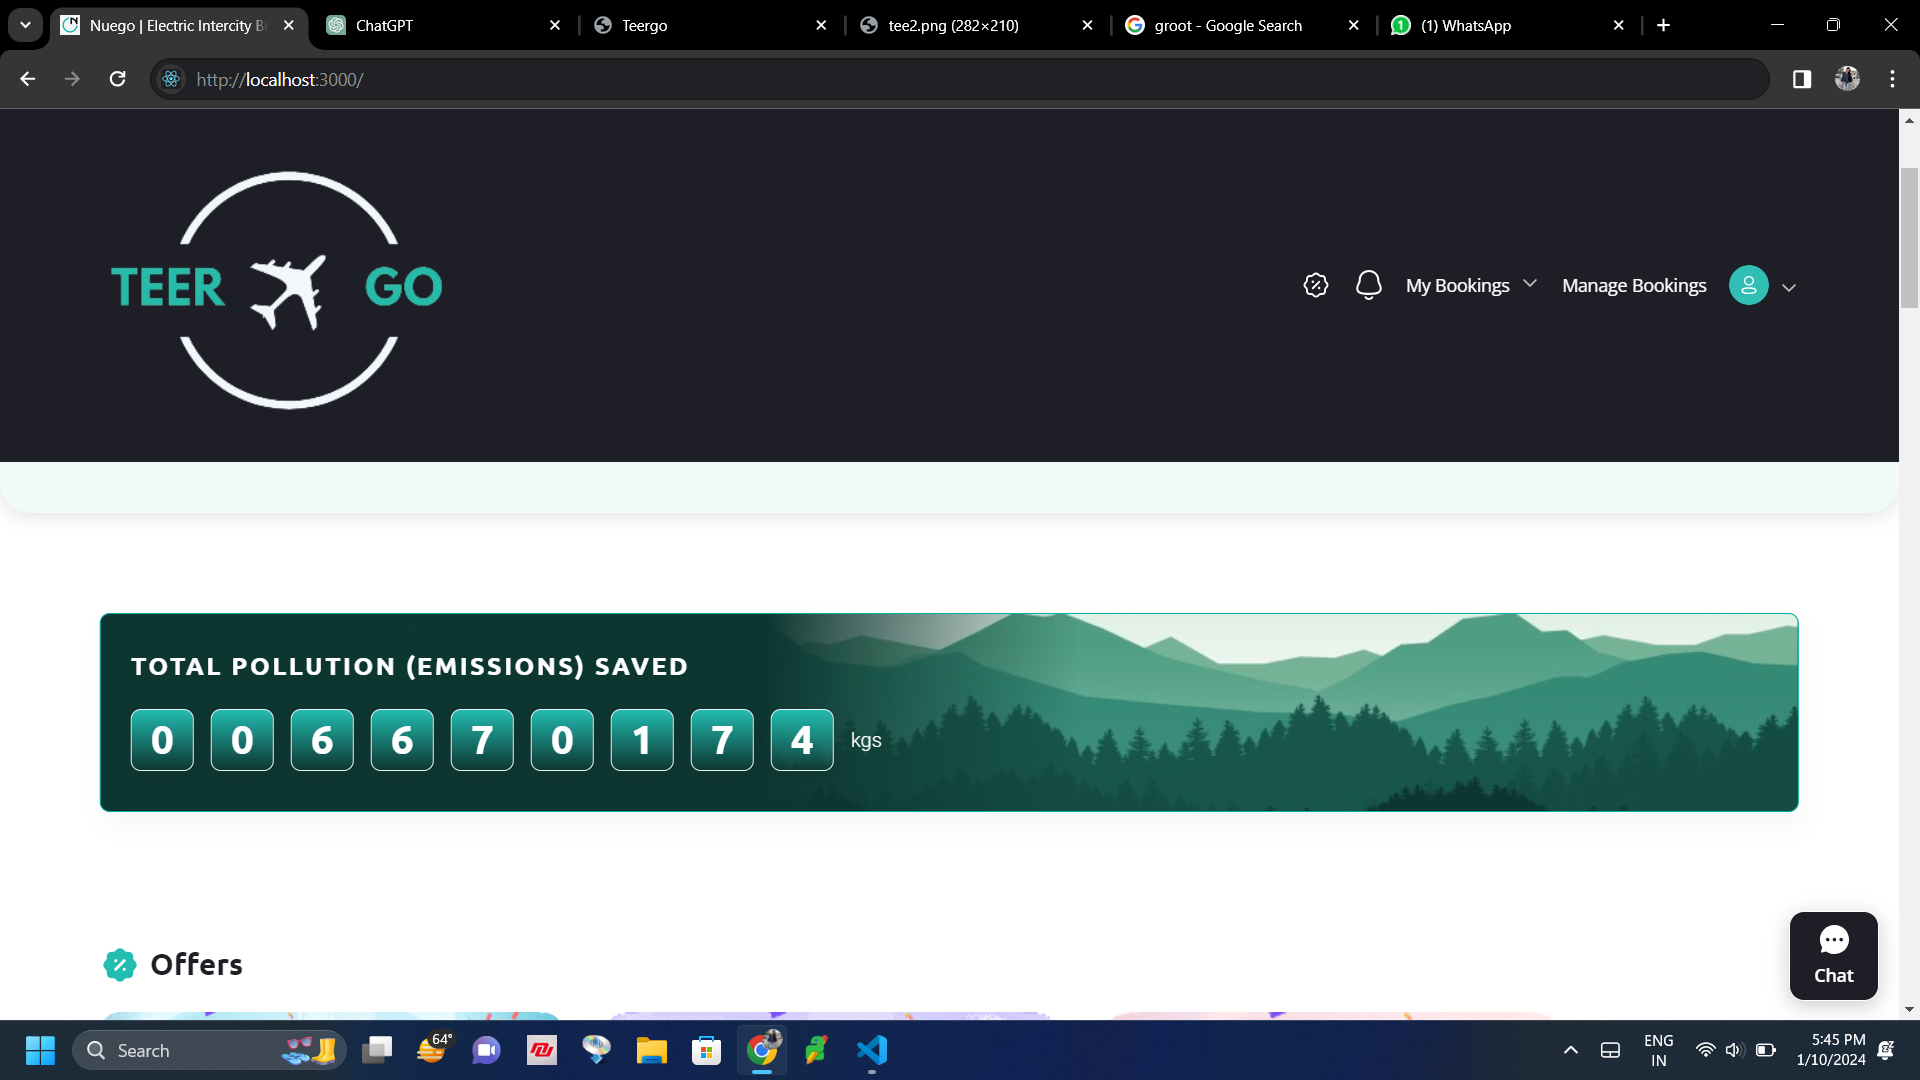 Nuego | Electric Intercity Bu
ChatGPT
Teergo
tee2.png (282×210)
groot - Google Search
(1) WhatsApp
http://localhost:3000/
TEER GO
My Bookings
Manage Bookings
TOTAL POLLUTION (EMISSIONS) SAVED
0 0 6 6 7 0 1 7 4 kgs
Offers
Chat
Search
64°
ENG
IN
5:45 PM
1/10/2024